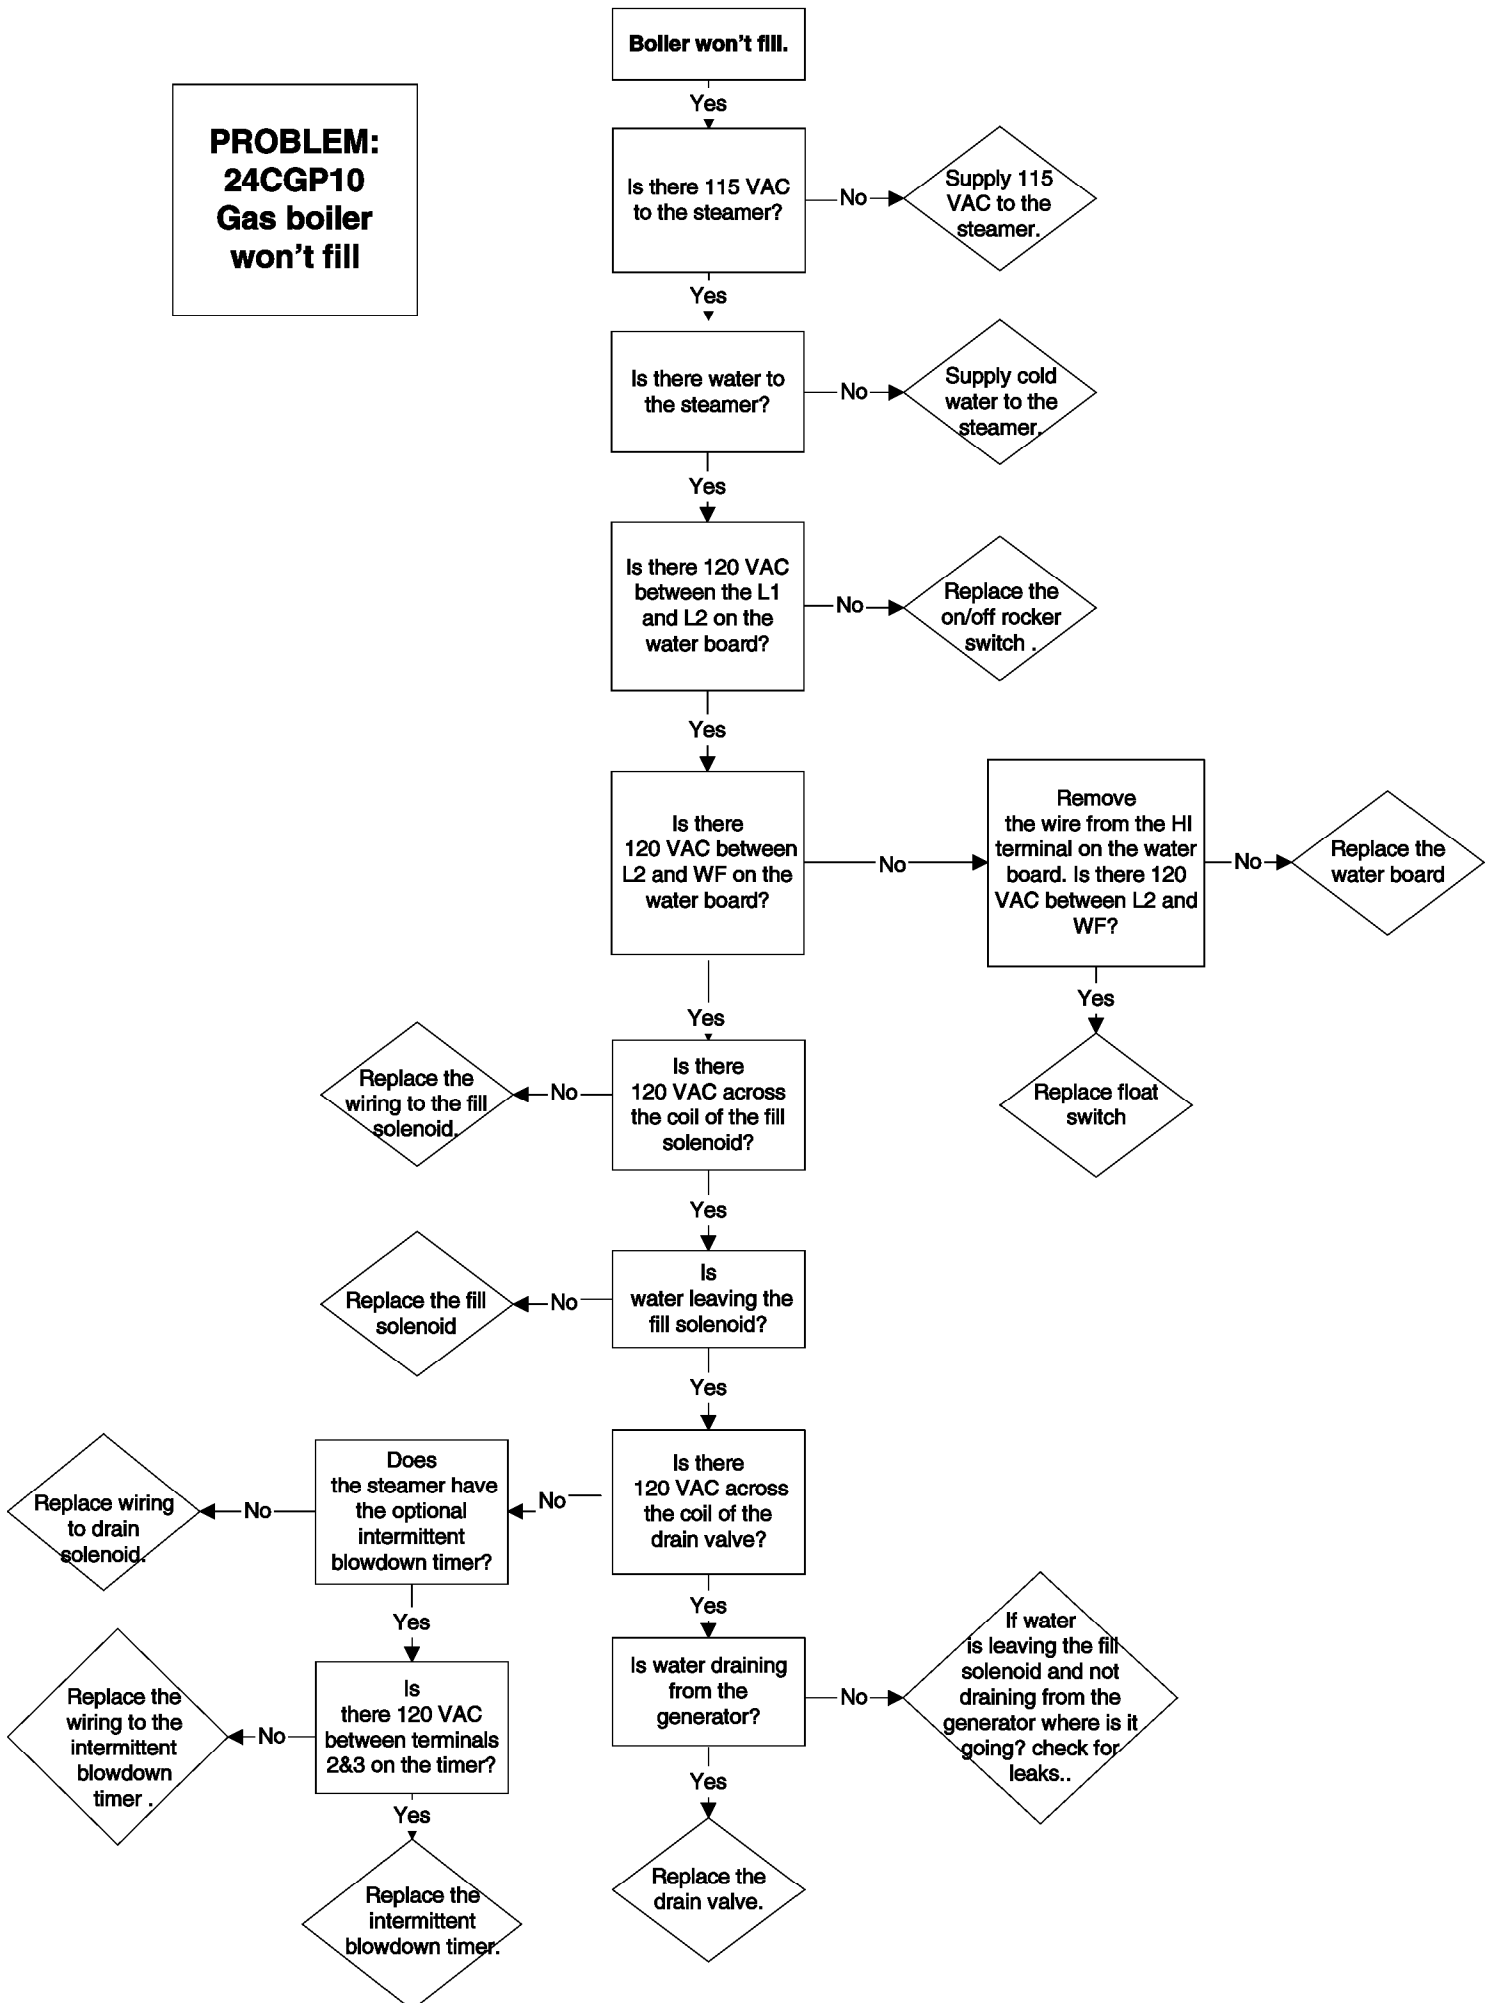 Boiler won't fill.
Yes
PROBLEM:
24CGP10
Gas boiler
won't fill
Is there 115 VAC
to the steamer?
No
Supply 115
VAC to the
steamer.
Yes
Is there water to
the steamer?
No
Supply cold
water to the
steamer.
Yes
Is there 120 VAC
between the L1
and L2 on the
water board?
No
Replace the
on/off rocker
switch .
Yes
Is there
120 VAC between
L2 and WF on the
water board?
No
Remove
the wire from the HI
terminal on the water
board. Is there 120
VAC between L2 and
WF?
No
Replace the
water board
Yes
Replace float
switch
Yes
Is there
120 VAC across
the coil of the fill
solenoid?
No
Replace the
wiring to the fill
solenoid.
Yes
Is
water leaving the
fill solenoid?
No
Replace the fill
solenoid
Yes
Is there
120 VAC across
the coil of the
drain valve?
No
Does
the steamer have
the optional
intermittent
blowdown timer?
No
Replace wiring
to drain
solenoid.
Yes
Is
there 120 VAC
between terminals
2&3 on the timer?
No
Replace the
wiring to the
intermittent
blowdown
timer .
Yes
Replace the
intermittent
blowdown timer.
Yes
Is water draining
from the
generator?
No
If water
is leaving the fill
solenoid and not
draining from the
generator where is it
going? check for
leaks..
Yes
Replace the
drain valve.